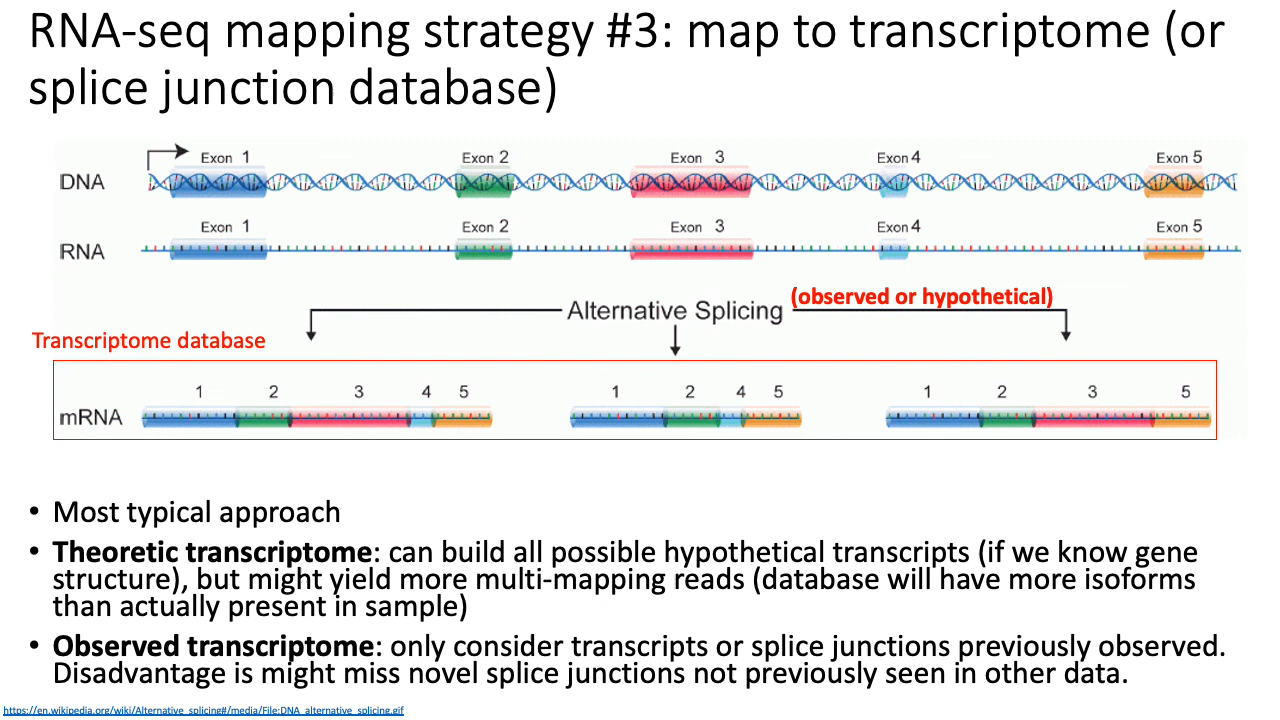 RNA-seq mapping strategy #3: map to transcriptome (or
splice junction database)
Exon 1 Exon 2 Exon 3 Exon 4 Exon 5
DNA
Exon 1 Exon 2 Exon 3 Exon 4 Exon 5
RNA
Alternative Splicing (observed or hypothetical)
Transcriptome database
1 2 3 4 5 1 2 4 5 1 2 3 5
mRNA
• Most typical approach
• Theoretic transcriptome: can build all possible hypothetical transcripts (if we know gene
structure), but might yield more multi-mapping reads (database will have more isoforms
than actually present in sample)
• Observed transcriptome: only consider transcripts or splice junctions previously observed.
Disadvantage is might miss novel splice junctions not previously seen in other data.
https://en.wikipedia.org/wiki/Alternative_splicing#/media/File:DNA_alternative_splicing.gif